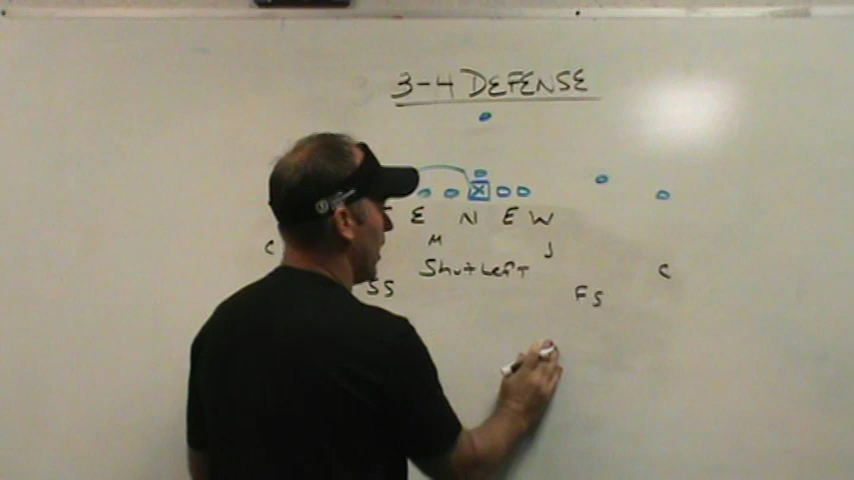 3-4 DEFENSE
X
E N E W
C M J
Shut Left C
SS FS